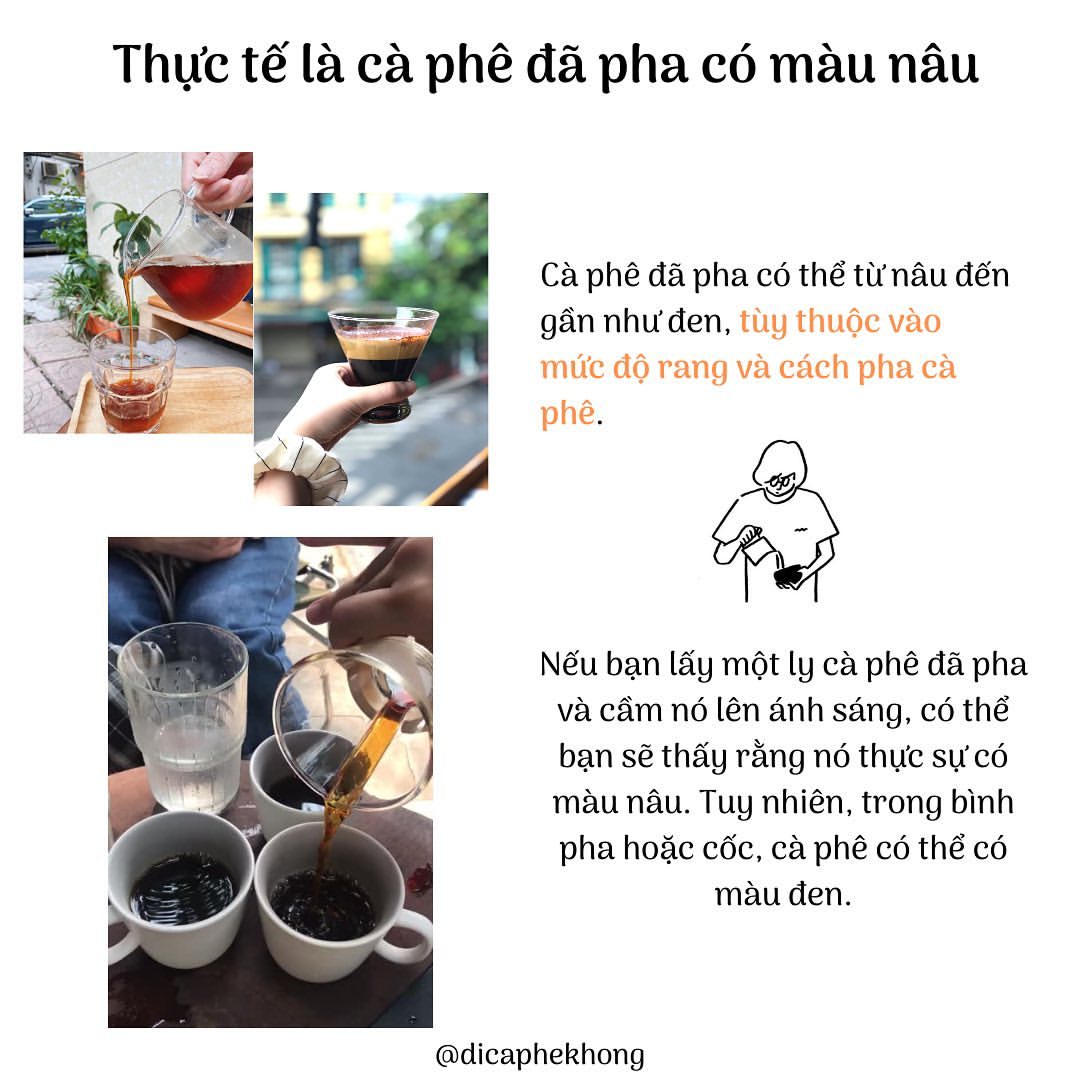 Thực tế là cà phê đã pha có màu nâu
Cà phê đã pha có thể từ nâu đến
gần như đen, tùy thuộc vào
mức độ rang và cách pha cà
phê.
Nếu bạn lấy một ly cà phê đã pha
và cầm nó lên ánh sáng, có thể
bạn sẽ thấy rằng nó thực sự có
màu nâu. Tuy nhiên, trong bình
pha hoặc cốc, cà phê có thể có
màu đen.
@dicaphekhong